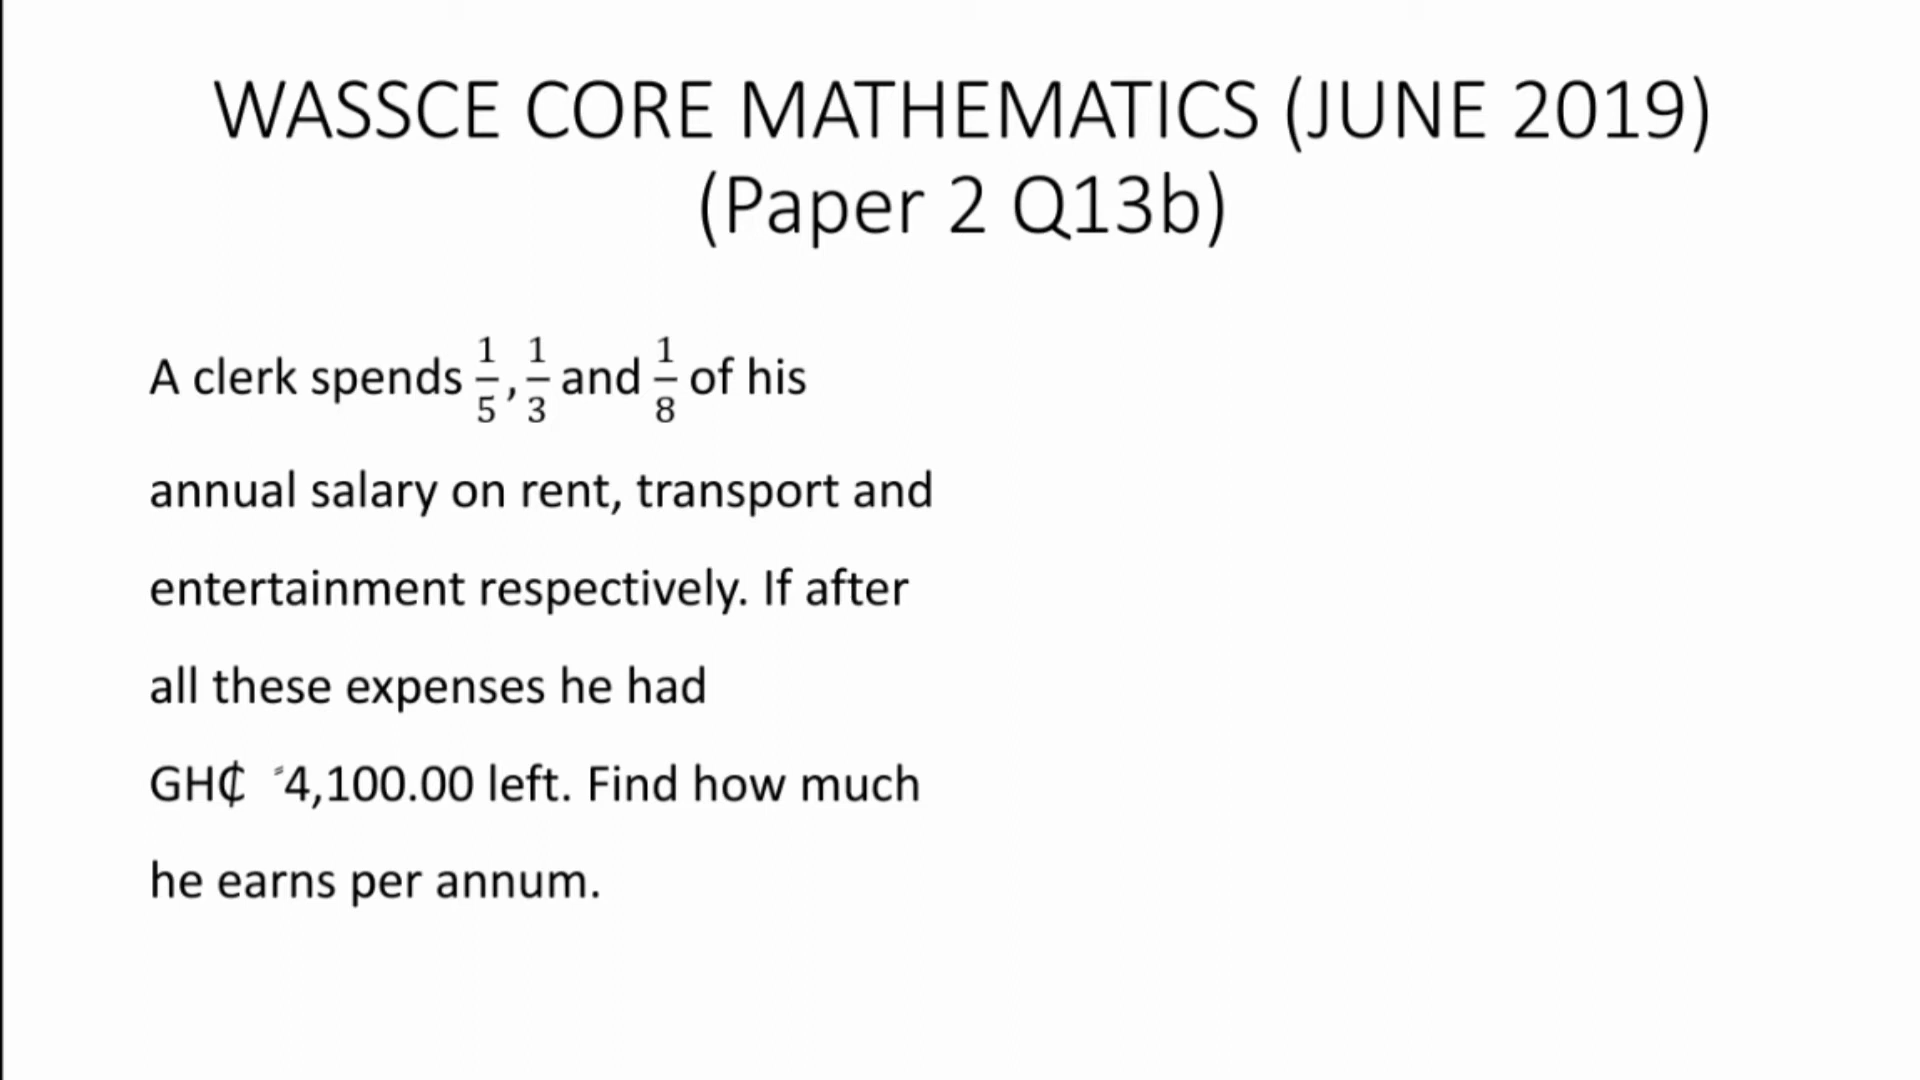 WASSCE CORE MATHEMATICS (JUNE 2019)
(Paper 2 Q13b)
A clerk spends 1/5, 1/3 and 1/8 of his
annual salary on rent, transport and
entertainment respectively. If after
all these expenses he had
GH₵ 4,100.00 left. Find how much
he earns per annum.